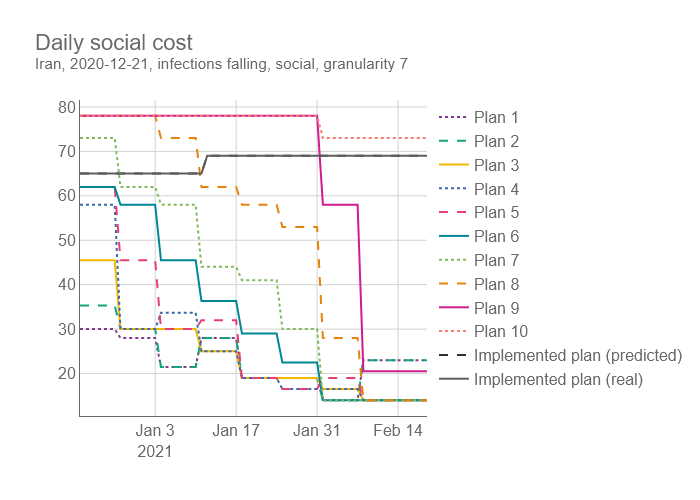 Daily social cost
Iran, 2020-12-21, infections falling, social, granularity 7
80
70
60
50
40
30
20
Jan 3
2021
Jan 17
Jan 31
Feb 14
Plan 1
Plan 2
Plan 3
Plan 4
Plan 5
Plan 6
Plan 7
Plan 8
Plan 9
Plan 10
Implemented plan (predicted)
Implemented plan (real)